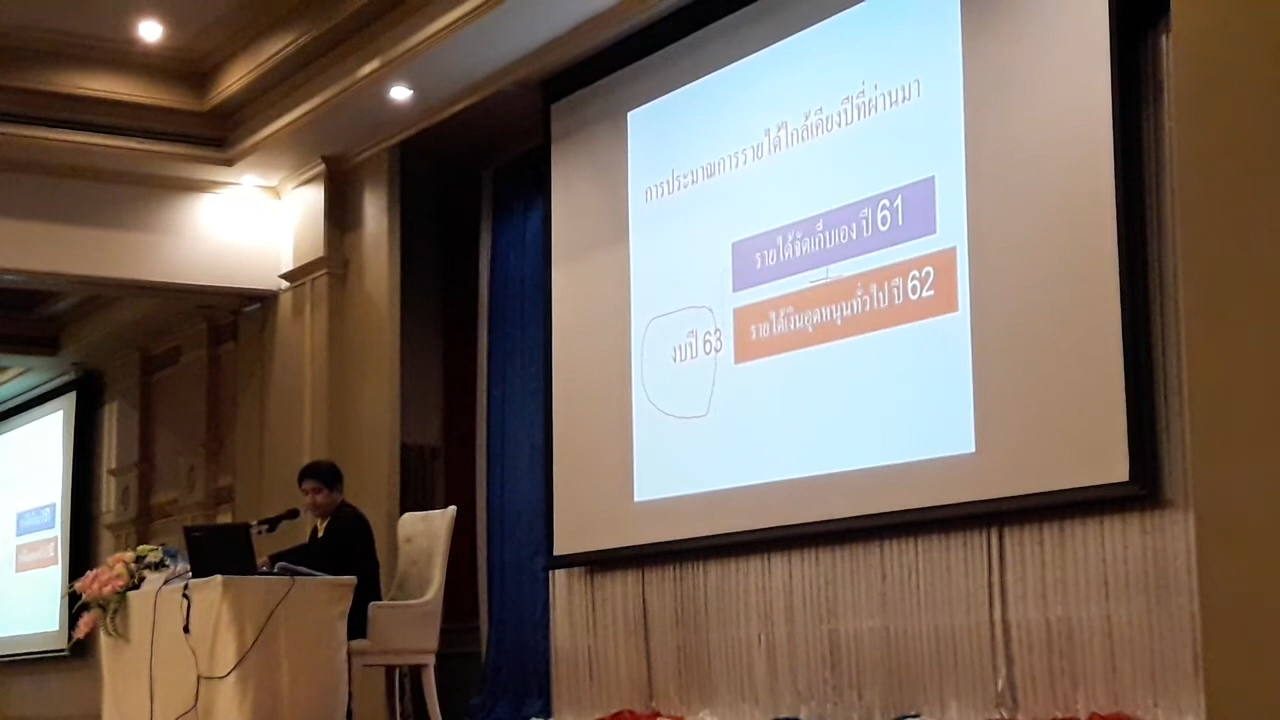 การประมาณการรายได้ใกล้เคียงปีที่ผ่านมา
รายได้จัดเก็บเอง ปี 61
รายได้เงินอุดหนุนทั่วไป ปี 62
งบปี 63